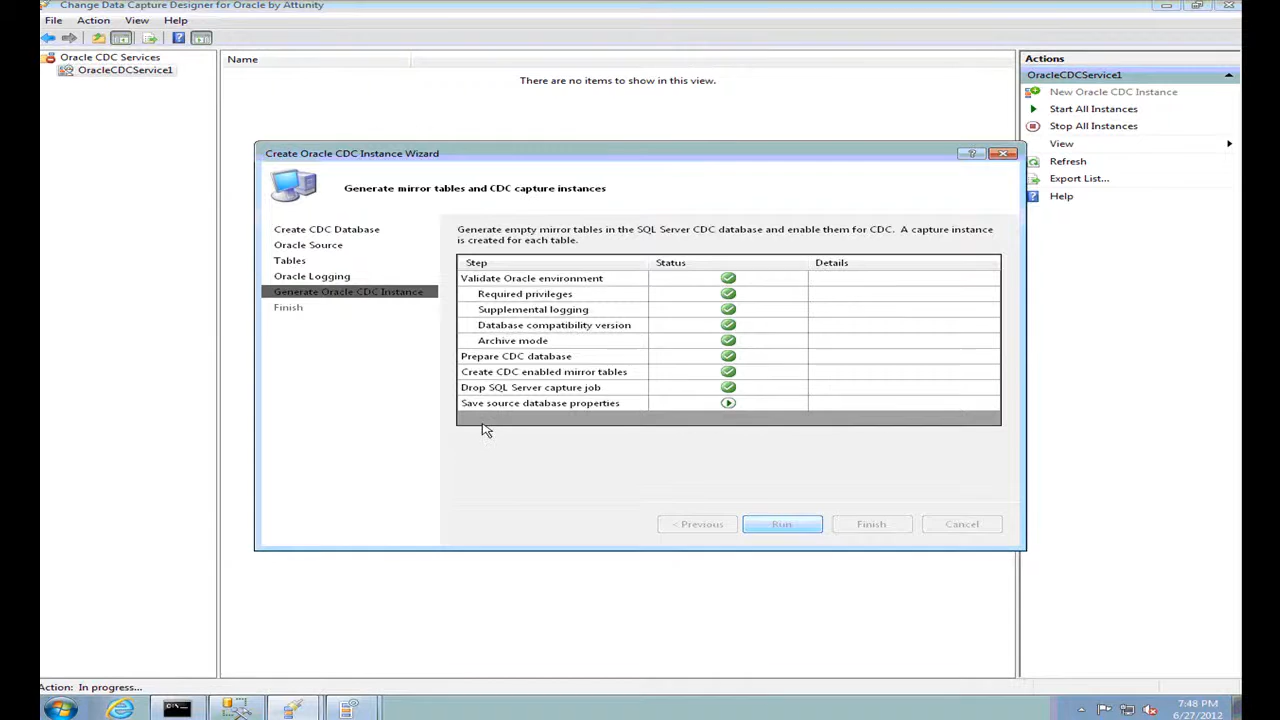 Change Data Capture Designer for Oracle by Attunity
File Action View Help
Oracle CDC Services
OracleCDCService1
Name
There are no items to show in this view.
Actions
OracleCDCService1
New Oracle CDC Instance
Start All Instances
Stop All Instances
View
Refresh
Export List...
Help
Create Oracle CDC Instance Wizard
Generate mirror tables and CDC capture instances
Create CDC Database
Oracle Source
Tables
Oracle Logging
Generate Oracle CDC Instance
Finish
Generate empty mirror tables in the SQL Server CDC database and enable them for CDC. A capture instance
is created for each table.
Step Status Details
Validate Oracle environment
Required privileges
Supplemental logging
Database compatibility version
Archive mode
Prepare CDC database
Create CDC enabled mirror tables
Drop SQL Server capture job
Save source database properties
< Previous Run Finish Cancel
Action: In progress...
7:48 PM
6/27/2012